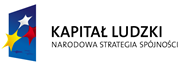 KAPITAŁ LUDZKI
NARODOWA STRATEGIA SPÓJNOŚCI